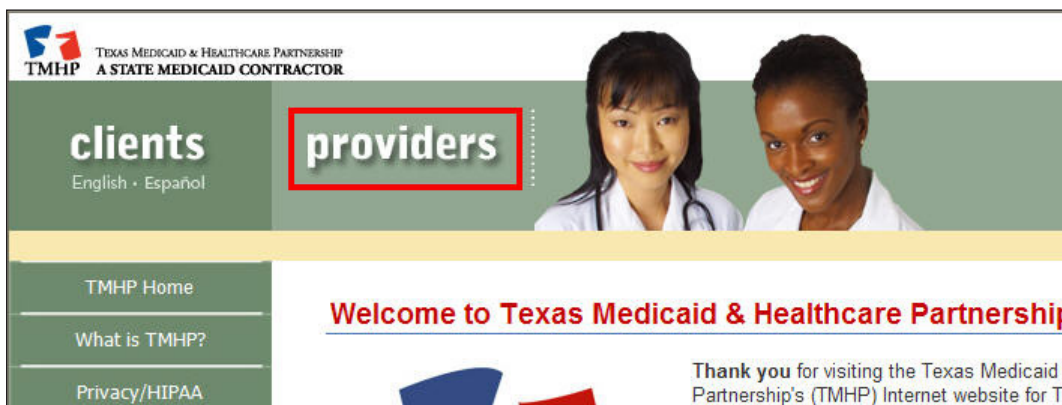 TEXAS MEDICAID & HEALTHCARE PARTNERSHIP
TMHP A STATE MEDICAID CONTRACTOR
clients
English · Español
providers
TMHP Home
What is TMHP?
Privacy/HIPAA
Welcome to Texas Medicaid & Healthcare Partnership
Thank you for visiting the Texas Medicaid
Partnership's (TMHP) Internet website for T